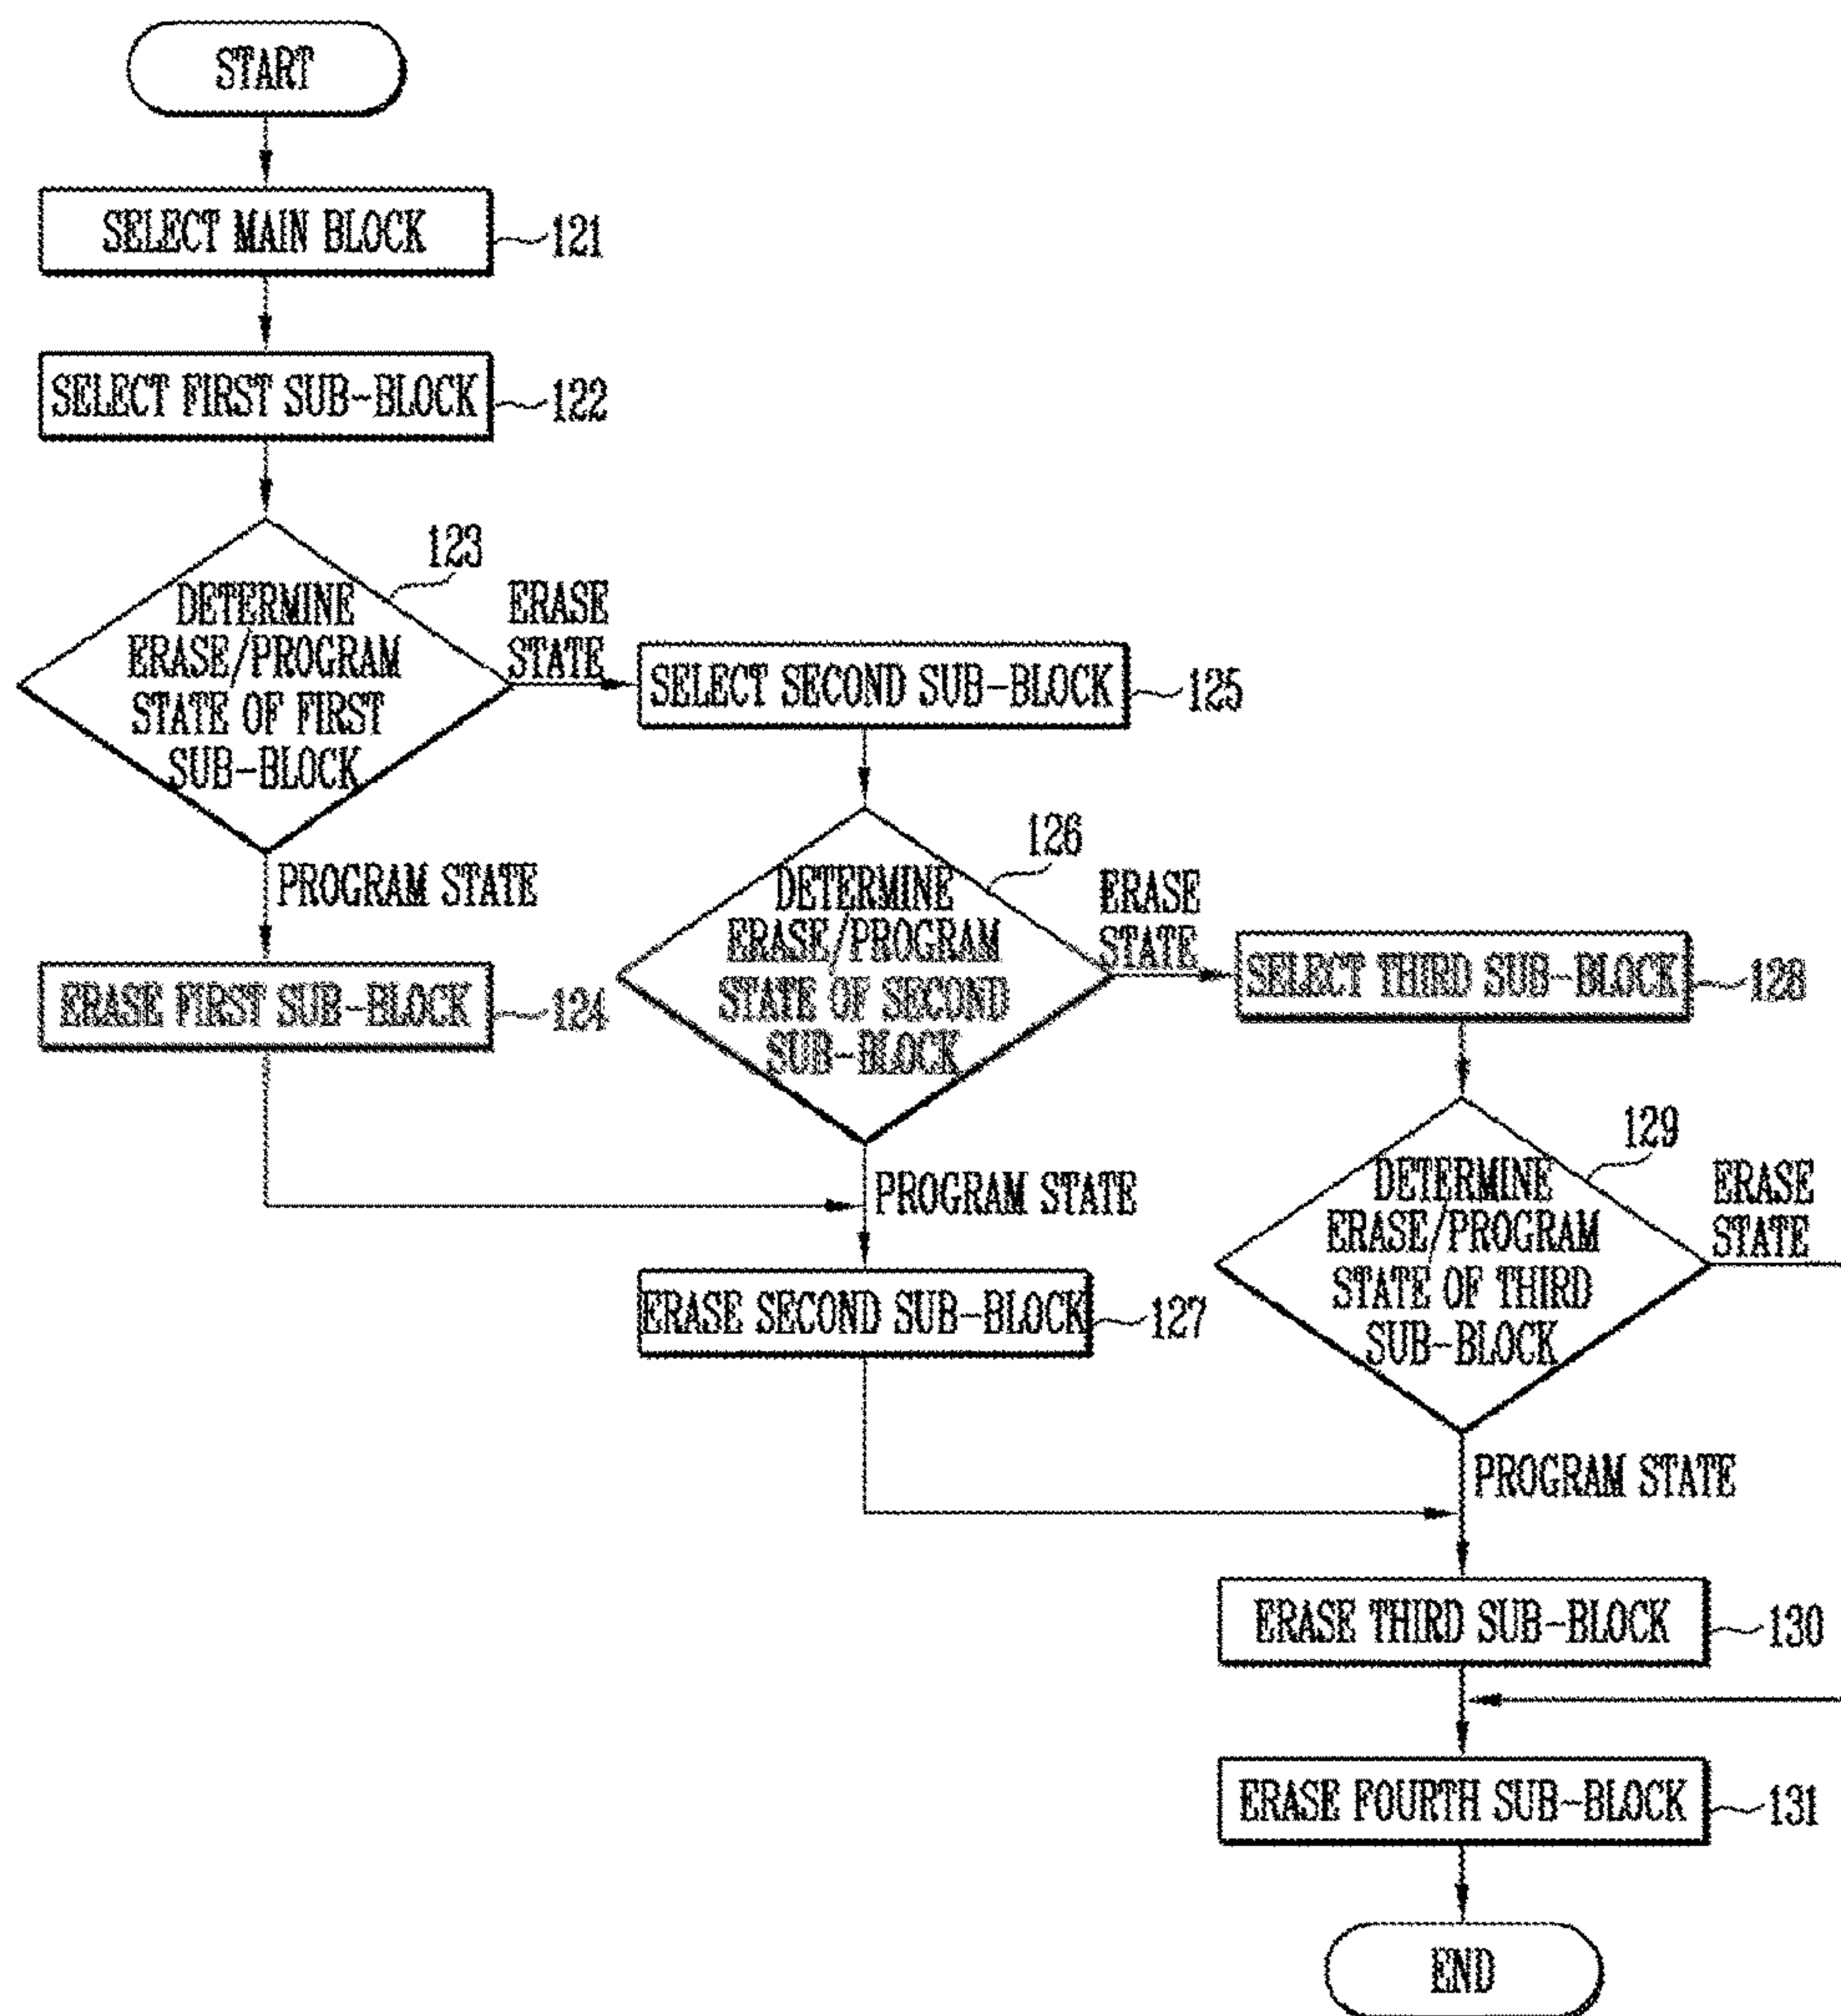 START
SELECT MAIN BLOCK
121
SELECT FIRST SUB-BLOCK
122
123
DETERMINE
ERASE/PROGRAM
STATE OF FIRST
SUB-BLOCK
ERASE
STATE
PROGRAM STATE
ERASE FIRST SUB-BLOCK
124
SELECT SECOND SUB-BLOCK
125
126
DETERMINE
ERASE/PROGRAM
STATE OF SECOND
SUB-BLOCK
ERASE
STATE
PROGRAM STATE
ERASE SECOND SUB-BLOCK
127
SELECT THIRD SUB-BLOCK
128
129
DETERMINE
ERASE/PROGRAM
STATE OF THIRD
SUB-BLOCK
ERASE
STATE
PROGRAM STATE
ERASE THIRD SUB-BLOCK
130
ERASE FOURTH SUB-BLOCK
131
END